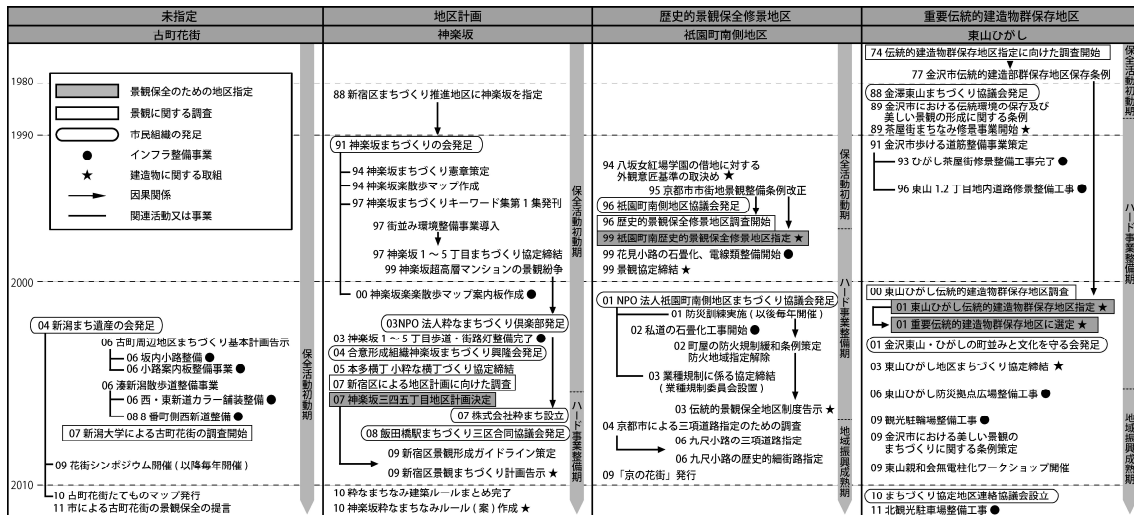 未指定
地区計画
歴史的景観保全修景地区
重要伝統的建造物群保存地区
古町花街
神楽坂
祇園町南側地区
東山ひがし
1980
1990
2000
2010
景観保全のための地区指定
景観に関する調査
市民組織の発足
インフラ整備事業
建造物に関する取組
因果関係
関連活動又は事業
04 新潟まち遺産の会発足
06 古町周辺地区まちづくり基本計画告示
06 坂内小路整備 ●
06 小路案内板整備事業 ●
06 湊新潟散歩道整備事業
06 西・東新道カラー舗装整備 ●
08 8 番町側西新道整備 ●
07 新潟大学による古町花街の調査開始
09 花街シンポジウム開催 (以降毎年開催)
10 古町花街たてものマップ発行
11 市による古町花街の景観保全の提言
保全活動初動期
88 新宿区まちづくり推進地区に神楽坂を指定
91 神楽坂まちづくりの会発足
94 神楽坂まちづくり憲章策定
94 神楽坂楽散歩マップ作成
97 神楽坂まちづくりキーワード集第 1 集発刊
97 街並み環境整備事業導入
97 神楽坂 1 〜 5 丁目まちづくり協定締結
99 神楽坂超高層マンションの景観紛争
00 神楽坂楽楽散歩マップ案内板作成 ●
03NPO 法人粋なまちづくり倶楽部発足
03 神楽坂 1 〜 5 丁目歩道・街路灯整備完了 ●
04 合意形成組織神楽坂まちづくり興隆会発足
05 本多横丁 小粋な横丁づくり協定締結
07 新宿区による地区計画に向けた調査
07 神楽坂三四五丁目地区計画決定
07 株式会社粋まち設立
08 飯田橋駅まちづくり三区合同協議会発足
09 新宿区景観形成ガイドライン策定
09 新宿区景観まちづくり計画告示 ★
10 粋なまちなみ建築ルールまとめ完了
10 神楽坂粋なまちなみルール (案) 作成 ★
保全活動初動期
ハード事業整備期
94 八坂女紅場学園の借地に対する
外観意匠基準の取決め ★
95 京都市市街地景観整備条例改正
96 祇園町南側地区協議会発足
96 歴史的景観保全修景地区調査開始
99 祇園町南歴史的景観保全修景地区指定 ★
99 花見小路の石畳化、電線類整備開始 ●
99 景観協定締結 ★
01 NPO 法人祇園町南側地区まちづくり協議会発足
01 防災訓練実施 (以後毎年開催)
02 私道の石畳化工事開始 ●
02 町屋の防火規制緩和条例策定
防火地域指定解除
03 業種規制に係る協定締結
(業種規制委員会設置)
03 伝統的景観保全地区制度告示 ★
04 京都市による三項道路指定のための調査
06 九尺小路の三項道路指定
06 九尺小路の歴史的細街路指定
09「京の花街」発行
保全活動初動期
ハード事業整備期
地域振興成熟期
74 伝統的建造物群保存地区指定に向けた調査開始
77 金沢市伝統的建造部群保存地区保存条例
88 金澤東山まちづくり協議会発足
89 金沢市における伝統環境の保存及び
美しい景観の形成に関する条例
89 茶屋街まちなみ修景事業開始 ★
91 金沢市歩ける道筋整備事業策定
93 ひがし茶屋街修景整備工事完了 ●
96 東山 1.2 丁目地内道路修景整備工事 ●
00 東山ひがし伝統的建造物群保存地区調査
01 東山ひがし伝統的建造物群保存地区指定 ★
01 重要伝統的建造物群保存地区に選定 ★
01 金沢東山・ひがしの町並みと文化を守る会発足
03 東山ひがし地区まちづくり協定締結 ★
06 東山ひがし防災拠点広場整備工事 ●
09 観光駐輪場整備工事 ●
09 金沢市における美しい景観の
まちづくりに関する条例策定
09 東山親和会無電柱化ワークショップ開催
10 まちづくり協定地区連絡協議会設立
11 北観光駐車場整備工事 ●
保全活動初動期
ハード事業整備期
地域振興成熟期